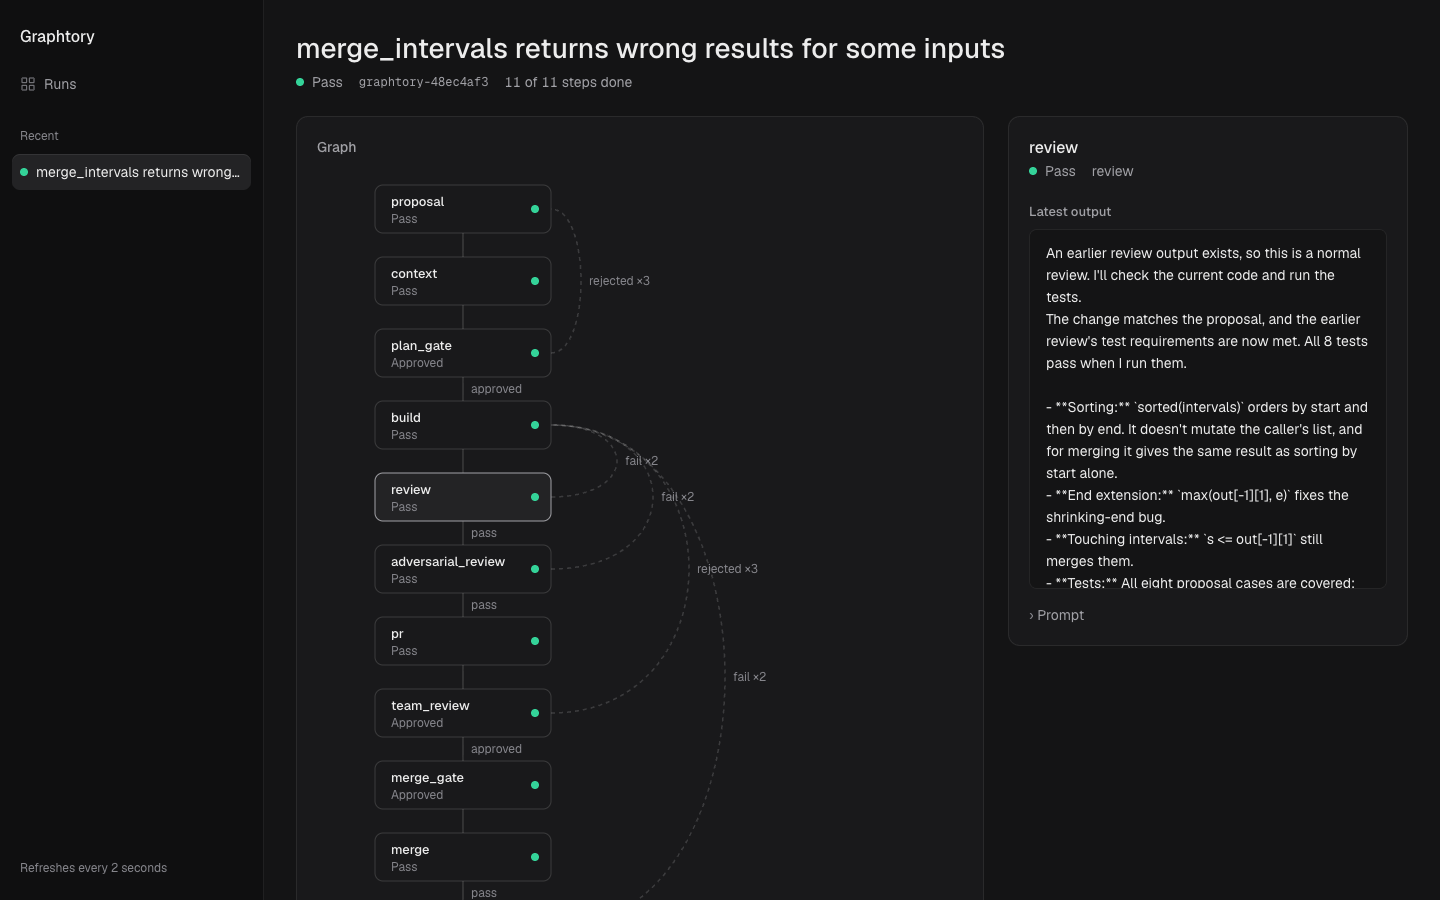 Graphtory
Runs
Recent
merge_intervals returns wrong...
Refreshes every 2 seconds
merge_intervals returns wrong results for some inputs
Pass graphtory-48ec4af3 11 of 11 steps done
Graph
proposal
Pass
context
Pass
rejected ×3
plan_gate
Approved
approved
build
Pass
fail ×2
review
Pass
fail ×2
pass
adversarial_review
Pass
rejected ×3
pass
pr
Pass
fail ×2
team_review
Approved
approved
merge_gate
Approved
merge
Pass
pass
review
Pass review
Latest output
An earlier review output exists, so this is a normal
review. I'll check the current code and run the
tests.
The change matches the proposal, and the earlier
review's test requirements are now met. All 8 tests
pass when I run them.
- **Sorting:** `sorted(intervals)` orders by start and
then by end. It doesn't mutate the caller's list, and
for merging it gives the same result as sorting by
start alone.
- **End extension:** `max(out[-1][1], e)` fixes the
shrinking-end bug.
- **Touching intervals:** `s <= out[-1][1]` still
merges them.
- **Tests:** All eight proposal cases are covered:
› Prompt